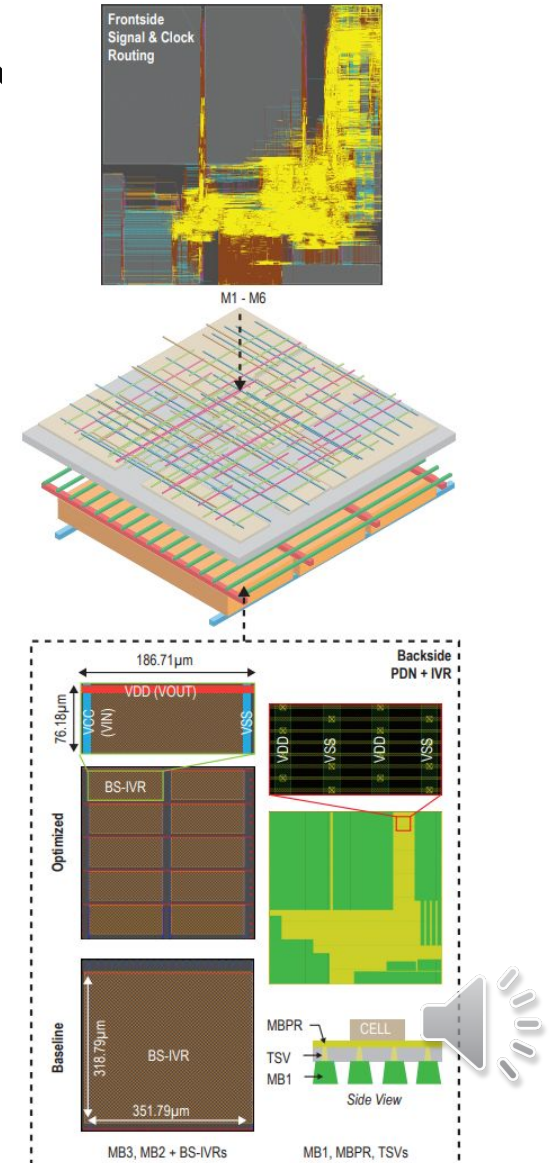 Frontside
Signal & Clock
Routing
M1 - M6
186.71µm
Backside
PDN + IVR
76.18µm
VDD (VOUT)
VCC
(VIN)
VSS
VDD
VSS
VDD
VSS
BS-IVR
Optimized
Baseline
318.79µm
BS-IVR
351.79µm
MBPR
CELL
TSV
MB1
Side View
MB3, MB2 + BS-IVRs
MB1, MBPR, TSVs